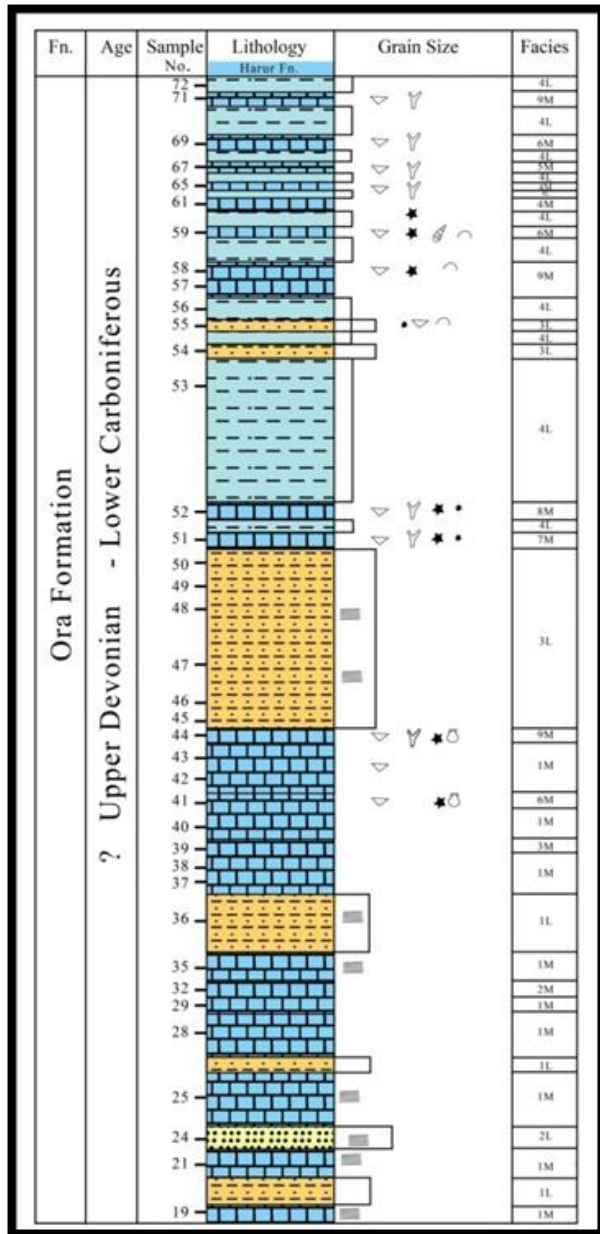 Fn.
Age
Sample
No.
Lithology
Harur Fn.
Grain Size
Facies
Ora Formation
? Upper Devonian - Lower Carboniferous
72
71
69
67
65
61
59
58
57
56
55
54
53
52
51
50
49
48
47
46
45
44
43
42
41
40
39
38
37
36
35
32
29
28
25
24
21
19
4L
9M
4L
6M
4L
5M
4L
4M
4L
6M
4L
9M
4L
3L
4L
3L
4L
8M
4L
7M
3L
9M
1M
6M
1M
3M
1M
1L
1M
2M
1M
1M
1L
1M
2L
1M
1L
1M